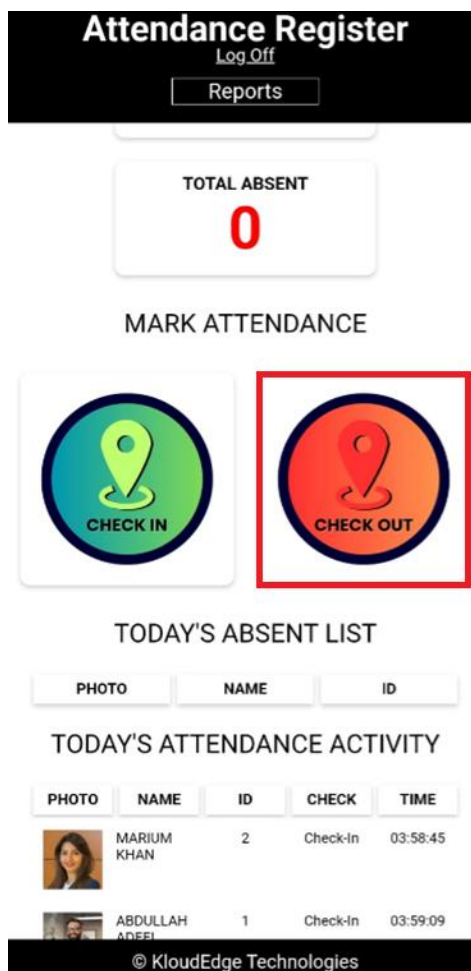 Attendance Register
Log Off
Reports
TOTAL ABSENT
0
MARK ATTENDANCE
CHECK IN
CHECK OUT
TODAY'S ABSENT LIST
PHOTO NAME ID
TODAY'S ATTENDANCE ACTIVITY
PHOTO NAME ID CHECK TIME
MARIUM 2 Check-In 03:58:45
KHAN
ABDULLAH 1 Check-In 03:59:09
ADEEL
© KloudEdge Technologies